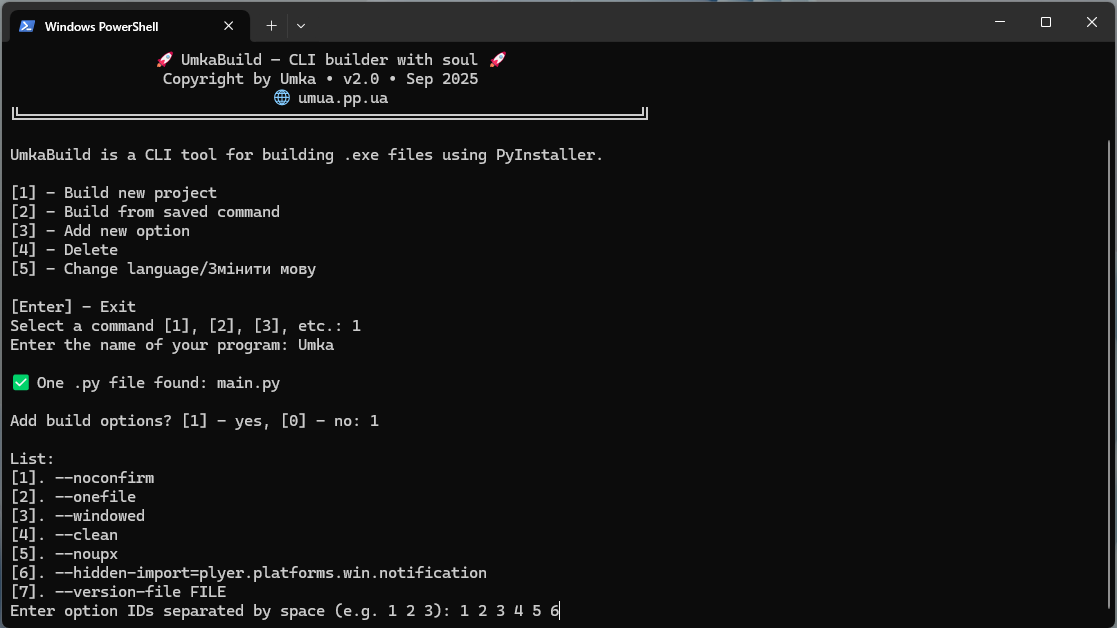 Windows PowerShell
🚀 UmkaBuild — CLI builder with soul 🚀
Copyright by Umka • v2.0 • Sep 2025
🌐 umua.pp.ua
UmkaBuild is a CLI tool for building .exe files using PyInstaller.
[1] - Build new project
[2] - Build from saved command
[3] - Add new option
[4] - Delete
[5] - Change language/Змінити мову
[Enter] - Exit
Select a command [1], [2], [3], etc.: 1
Enter the name of your program: Umka
✅ One .py file found: main.py
Add build options? [1] - yes, [0] - no: 1
List:
[1]. --noconfirm
[2]. --onefile
[3]. --windowed
[4]. --clean
[5]. --noupx
[6]. --hidden-import=plyer.platforms.win.notification
[7]. --version-file FILE
Enter option IDs separated by space (e.g. 1 2 3): 1 2 3 4 5 6